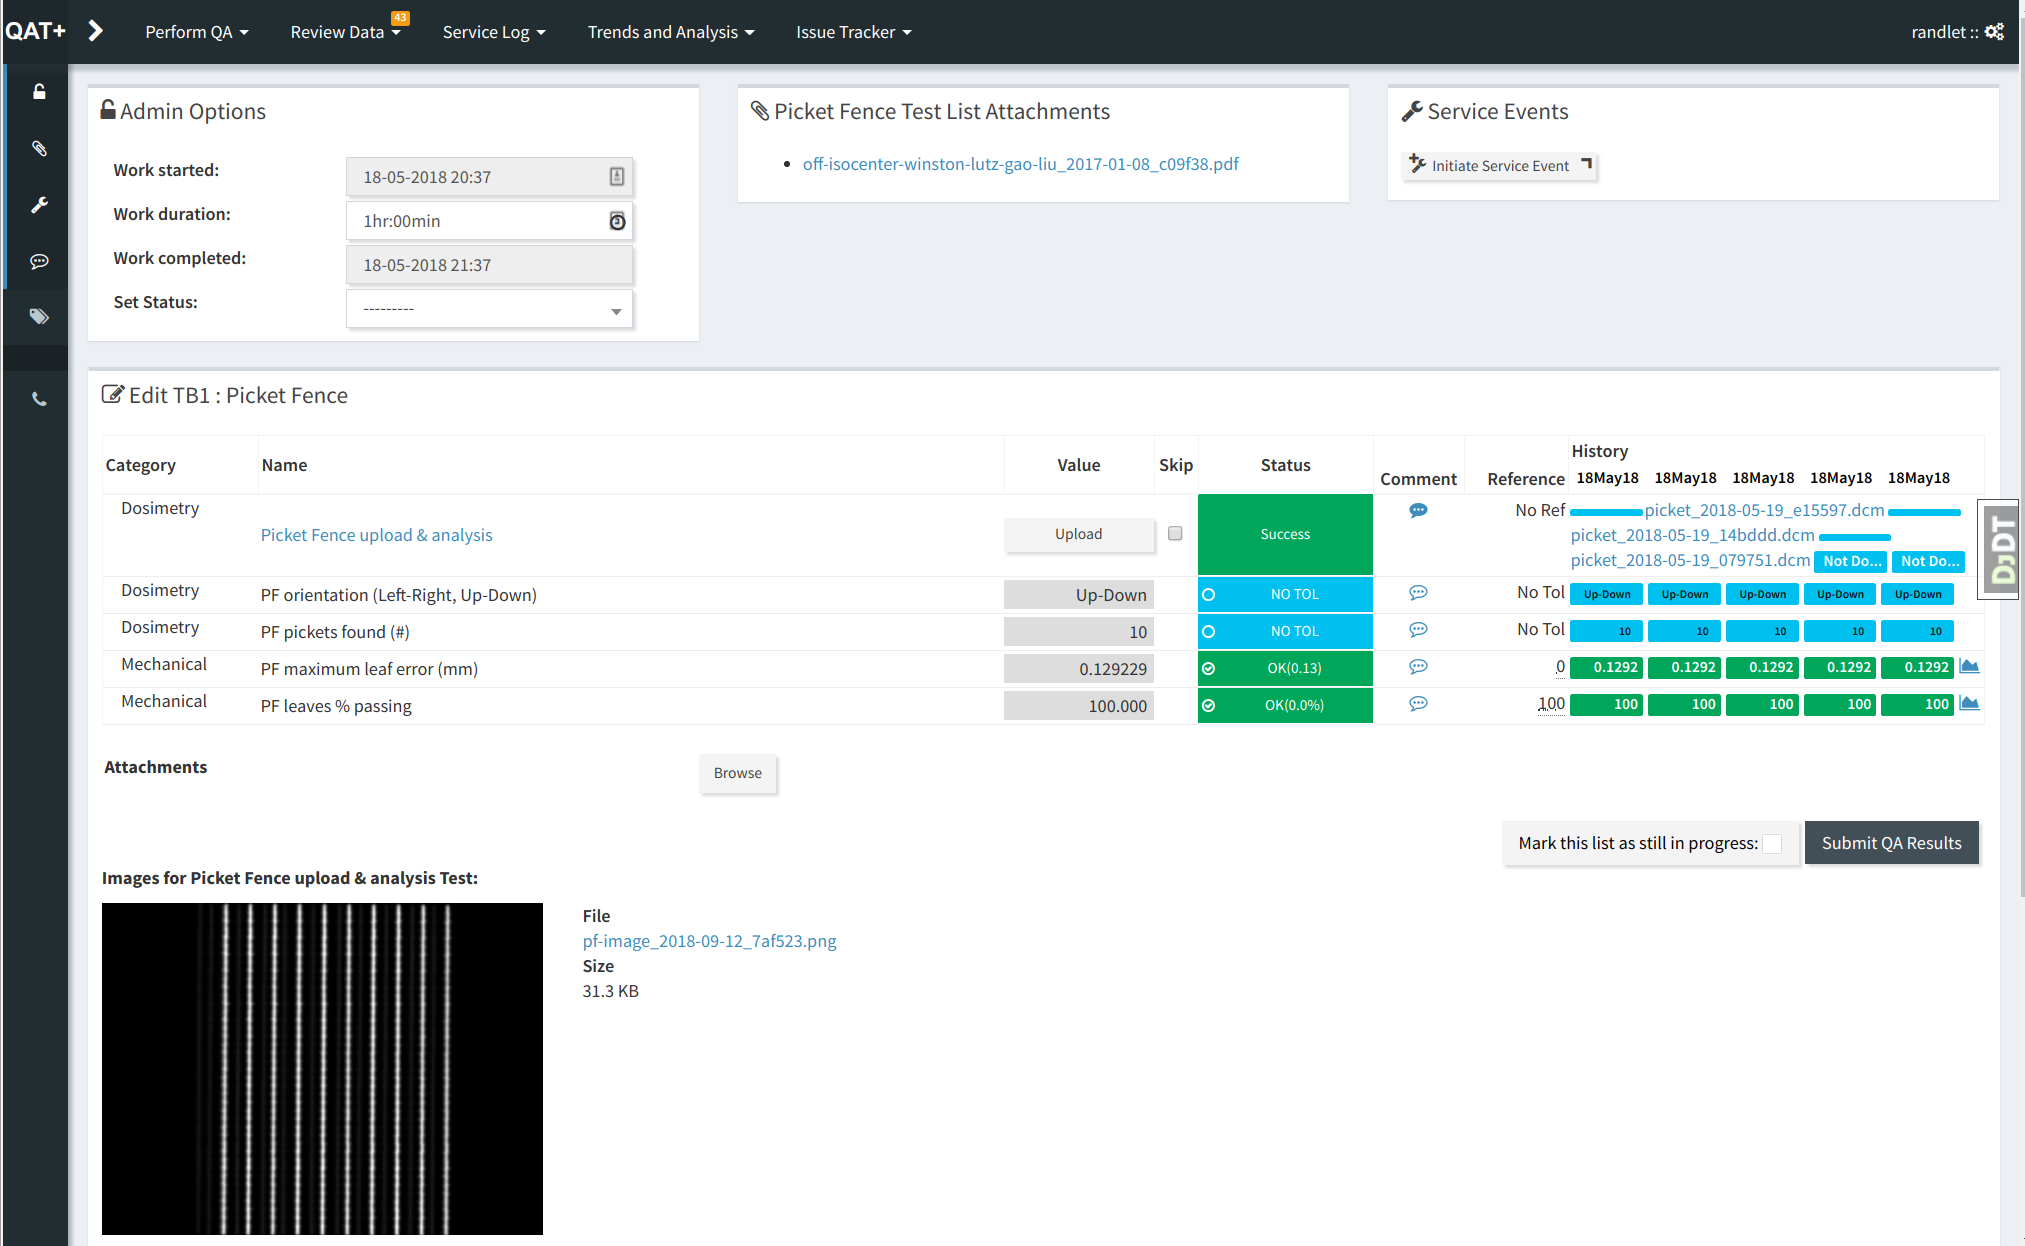 QAT+ Perform QA Review Data 43 Service Log Trends and Analysis Issue Tracker randlet ::
Admin Options
Work started: 18-05-2018 20:37
Work duration: 1hr:00min
Work completed: 18-05-2018 21:37
Set Status: ---------
Picket Fence Test List Attachments
off-isocenter-winston-lutz-gao-liu_2017-01-08_c09f38.pdf
Service Events
Initiate Service Event
Edit TB1 : Picket Fence
History
Category Name Value Skip Status Comment Reference 18May18 18May18 18May18 18May18 18May18
Dosimetry Picket Fence upload & analysis Upload Success No Ref picket_2018-05-19_e15597.dcm
picket_2018-05-19_14bddd.dcm
picket_2018-05-19_079751.dcm Not Do... Not Do...
Dosimetry PF orientation (Left-Right, Up-Down) Up-Down NO TOL No Tol Up-Down Up-Down Up-Down Up-Down Up-Down
Dosimetry PF pickets found (#) 10 NO TOL No Tol 10 10 10 10 10
Mechanical PF maximum leaf error (mm) 0.129229 OK(0.13) 0 0.1292 0.1292 0.1292 0.1292 0.1292
Mechanical PF leaves % passing 100.000 OK(0.0%) 100 100 100 100 100 100
DJDT
Attachments Browse
Mark this list as still in progress: Submit QA Results
Images for Picket Fence upload & analysis Test:
File
pf-image_2018-09-12_7af523.png
Size
31.3 KB